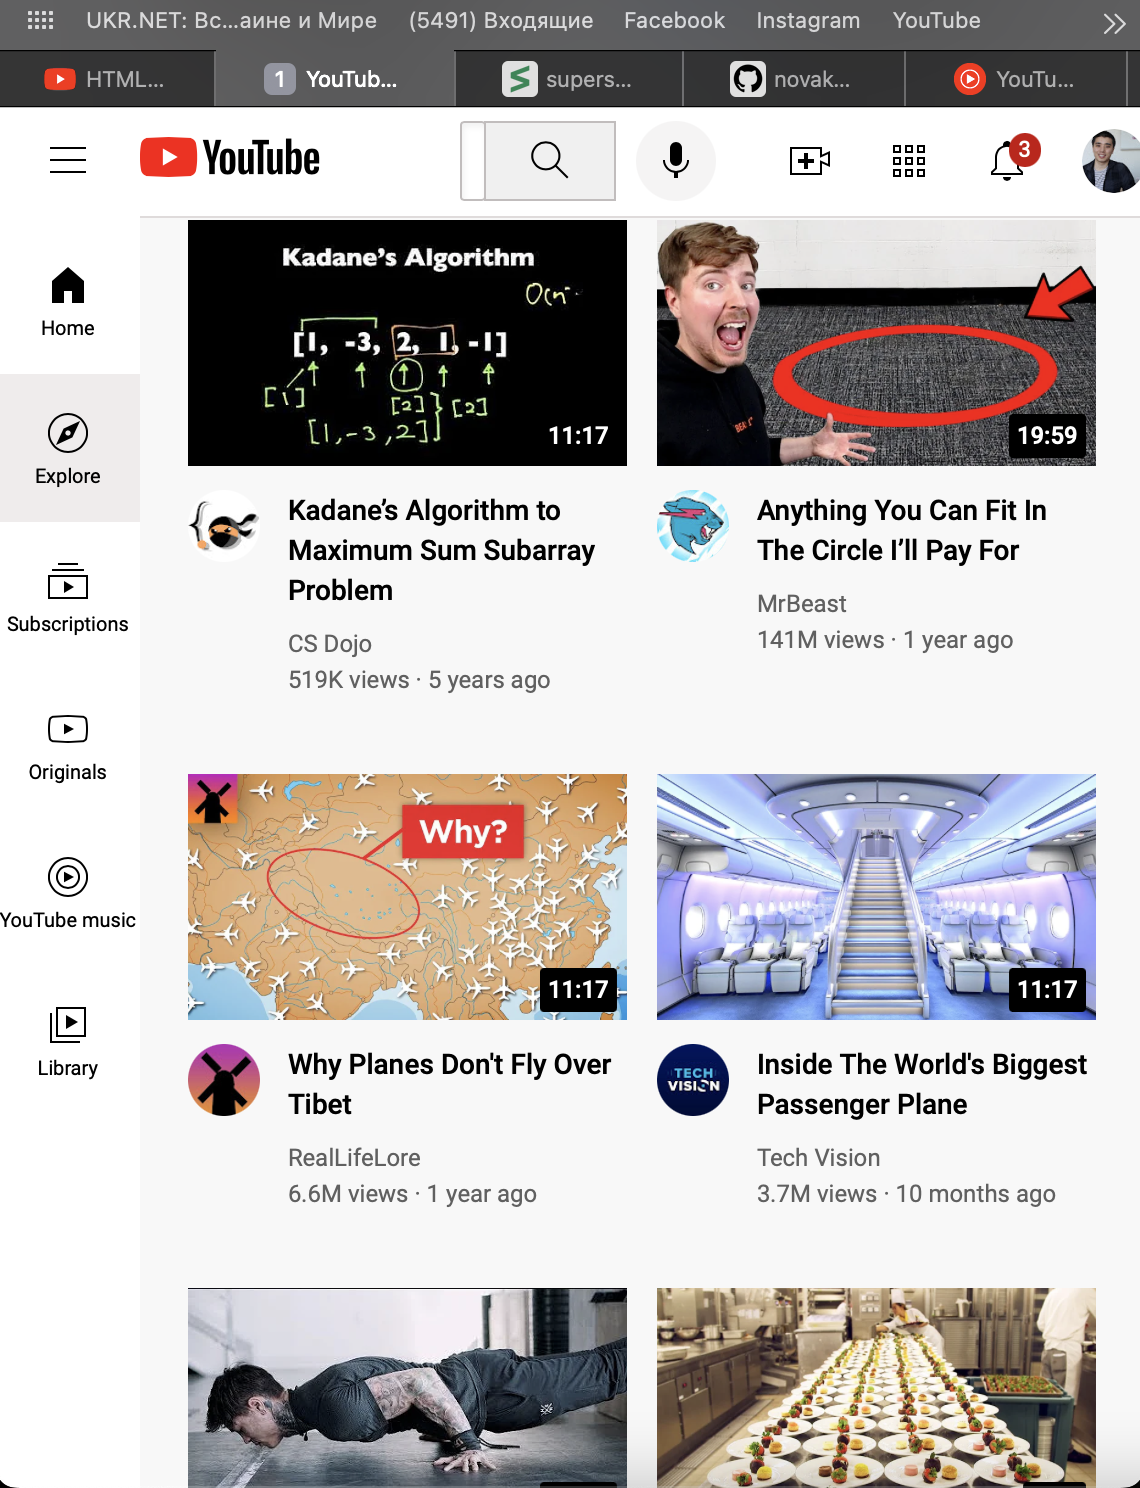 UKR.NET: Вс...аине и Мире (5491) Входящие Facebook Instagram YouTube
HTML... 1 YouTub... supers... novak... YouTu...
YouTube 3
Home
Explore
Subscriptions
Originals
YouTube music
Library
Kadane's Algorithm
[1, -3, 2, 1, -1]
[1]
[2] [2]
[1,-3,2]
11:17
19:59
Kadane’s Algorithm to
Maximum Sum Subarray
Problem
CS Dojo
519K views · 5 years ago
Anything You Can Fit In
The Circle I’ll Pay For
MrBeast
141M views · 1 year ago
Why?
11:17
11:17
Why Planes Don't Fly Over
Tibet
RealLifeLore
6.6M views · 1 year ago
TECH
VISION
Inside The World's Biggest
Passenger Plane
Tech Vision
3.7M views · 10 months ago